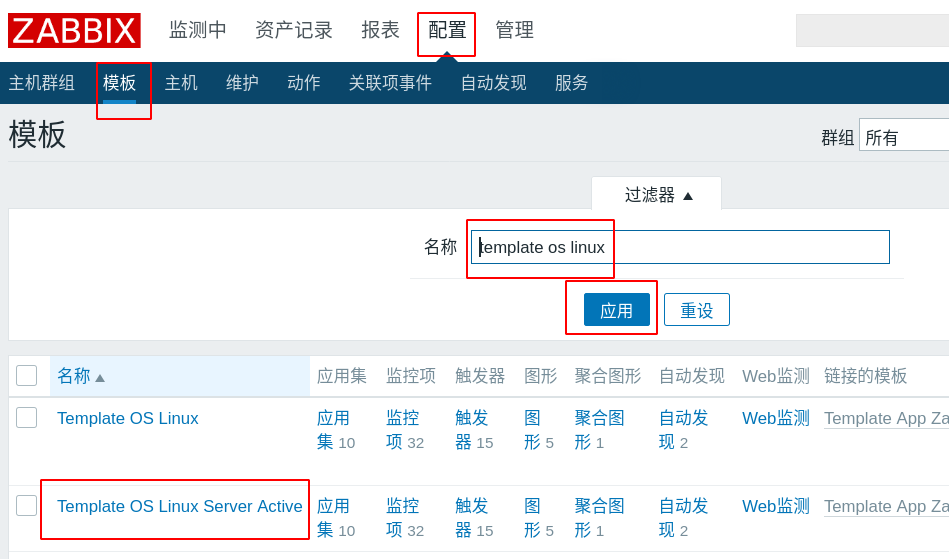 ZABBIX 监测中 资产记录 报表 配置 管理
主机群组 模板 主机 维护 动作 关联项事件 自动发现 服务
模板 群组 所有
过滤器 ▲
名称 template os linux
应用 重设
名称 ▲ 应用集 监控项 触发器 图形 聚合图形 自动发现 Web监测 链接的模板
Template OS Linux 应用 监控 触发 图 聚合图 自动发 Web监测 Template App Za
集 10 项 32 器 15 形 5 形 1 现 2
Template OS Linux Server Active 应用 监控 触发 图 聚合图 自动发 Web监测 Template App Za
集 10 项 32 器 15 形 5 形 1 现 2